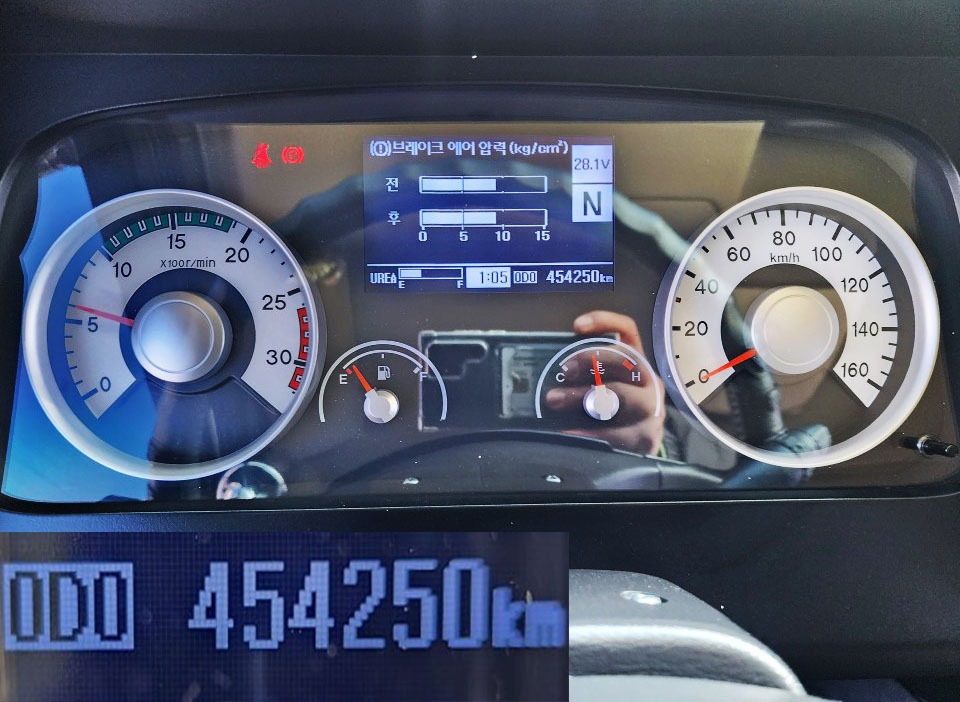 (①)브레이크 에어 압력 (kg/cm²)
28.1V
전
N
후
0 5 10 15
UREA E F 1:05 ODO 454250km
0 5 10 15 20 25 30
X100r/min
E F
C H
0 20 40 60 80 100 120 140 160
km/h
ODO 454250km